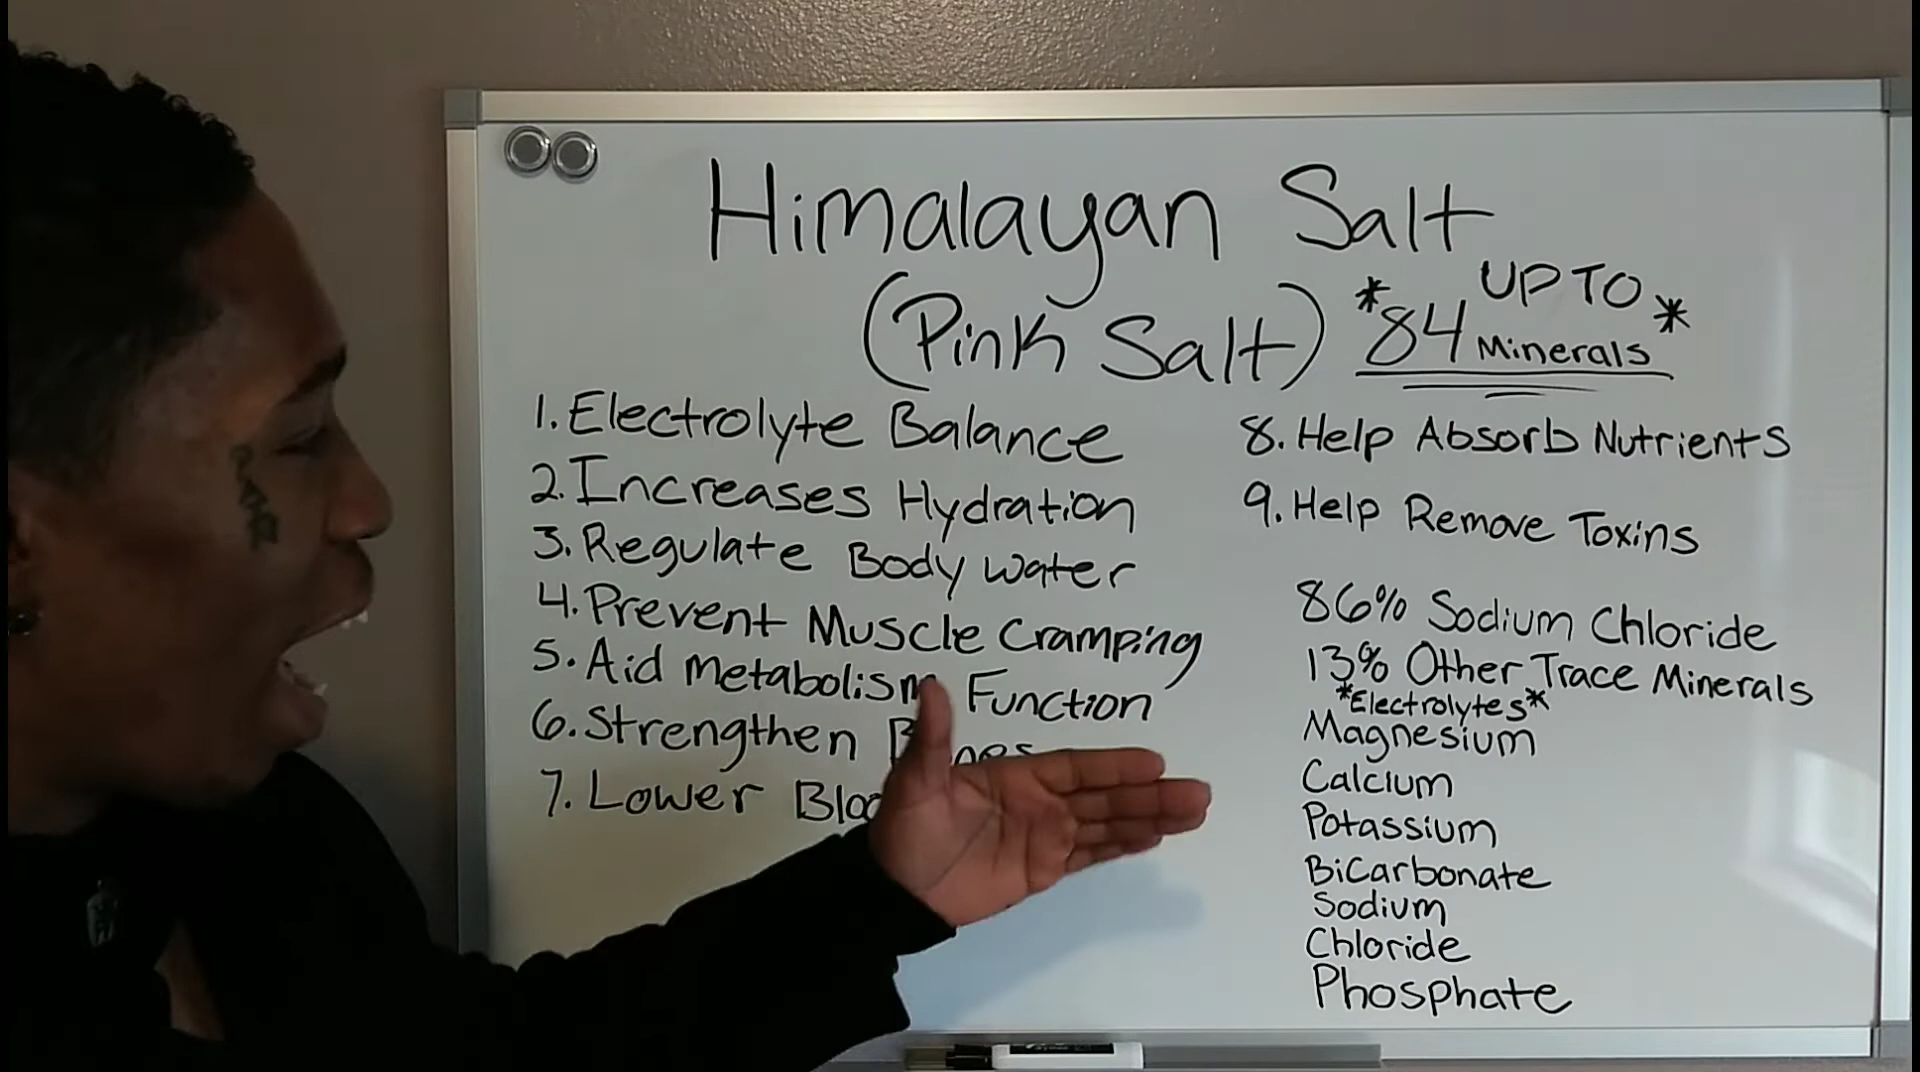 Himalayan Salt
(Pink Salt) *UP TO 84 Minerals*
1. Electrolyte Balance
2. Increases Hydration
3. Regulate Body Water
4. Prevent Muscle Cramping
5. Aid Metabolism Function
6. Strengthen
7. Lower
8. Help Absorb Nutrients
9. Help Remove Toxins
86% Sodium Chloride
13% Other Trace Minerals
*Electrolytes*
Magnesium
Calcium
Potassium
BiCarbonate
Sodium
Chloride
Phosphate